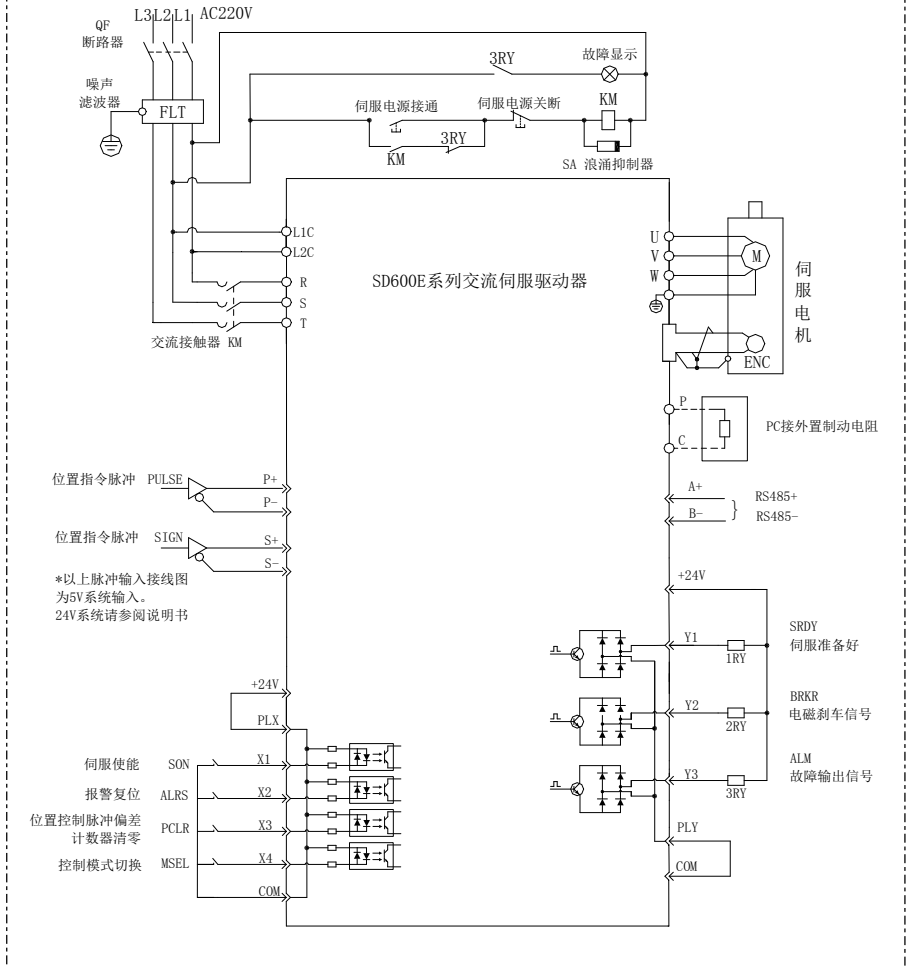 L3L2L1 AC220V
QF
断路器
噪声
滤波器
FLT
3RY
故障显示
伺服电源接通
伺服电源关断
KM
3RY
KM
SA 浪涌抑制器
L1C
L2C
R
S
T
交流接触器 KM
SD600E系列交流伺服驱动器
U
V
W
M
ENC
伺服电机
P
C
PC接外置制动电阻
位置指令脉冲 PULSE P+
P-
位置指令脉冲 SIGN S+
S-
*以上脉冲输入接线图
为5V系统输入。
24V系统请参阅说明书
A+ RS485+
B- } RS485-
+24V
Y1
1RY
SRDY
伺服准备好
Y2
2RY
BRKR
电磁刹车信号
Y3
3RY
ALM
故障输出信号
PLY
COM
+24V
PLX
伺服使能 SON X1
报警复位 ALRS X2
位置控制脉冲偏差
计数器清零 PCLR X3
控制模式切换 MSEL X4
COM